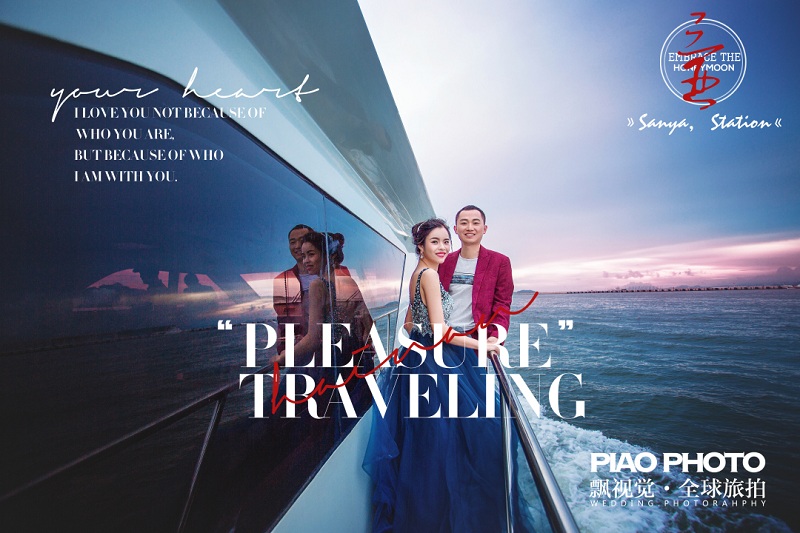 your heart
I LOVE YOU NOT BECAUSE OF
WHO YOU ARE,
BUT BECAUSE OF WHO
I AM WITH YOU.
EMBRACE THE
HONEYMOON
»Sanya, Station«
“PLEASURE”
TRAVELING
PIAO PHOTO
飘视觉·全球旅拍
WEDDING PHOTORAHPHY